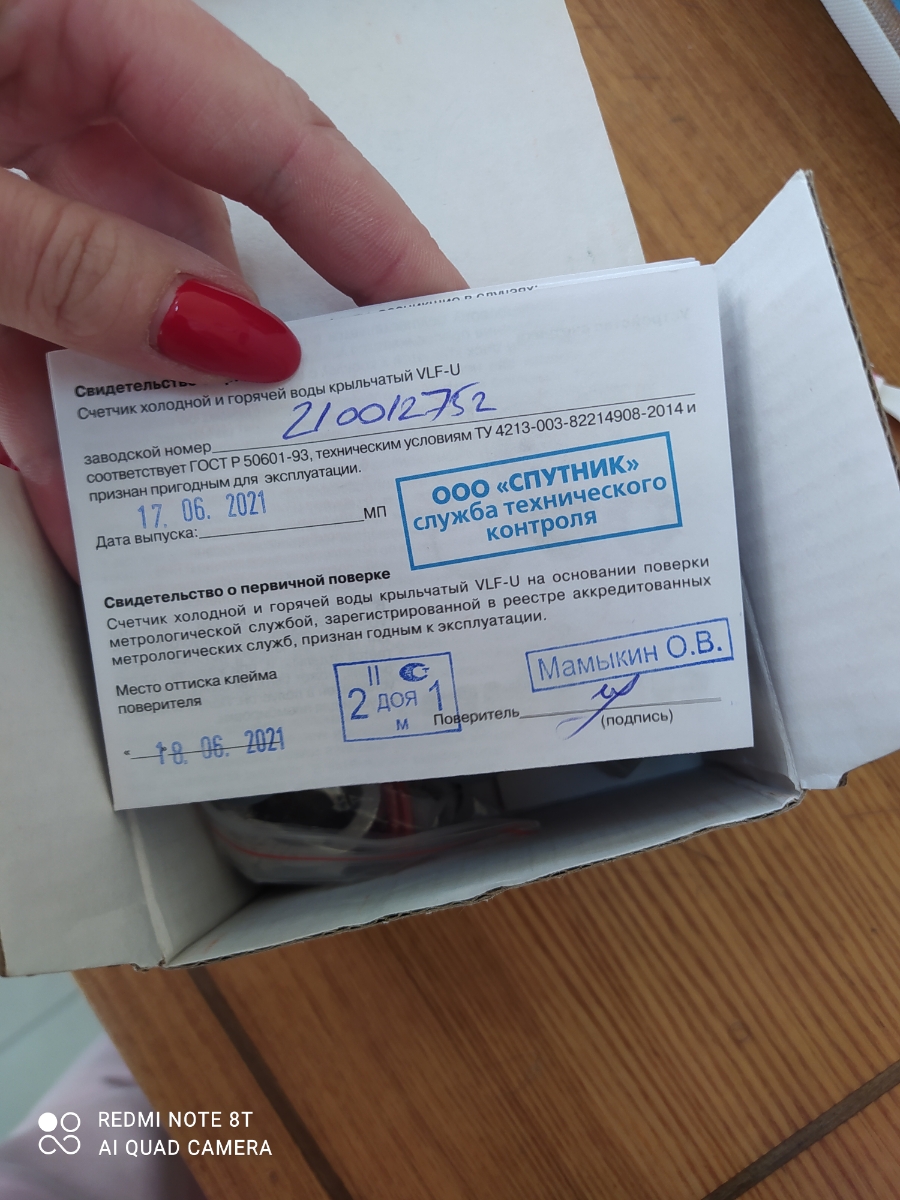 Свидетельство
Счетчик холодной и горячей воды крыльчатый VLF-U
заводской номер 210012752
соответствует ГОСТ Р 50601-93, техническим условиям ТУ 4213-003-82214908-2014 и
признан пригодным для эксплуатации.
17. 06. 2021
Дата выпуска: МП
ООО «СПУТНИК»
служба технического
контроля
Свидетельство о первичной поверке
Счетчик холодной и горячей воды крыльчатый VLF-U на основании поверки
метрологической службой, зарегистрированной в реестре аккредитованных
метрологических служб, признан годным к эксплуатации.
Место оттиска клейма
поверителя
II
2 ДОЯ 1
М
Мамыкин О.В.
Поверитель
(подпись)
« 18. 06. 2021
REDMI NOTE 8T
AI QUAD CAMERA